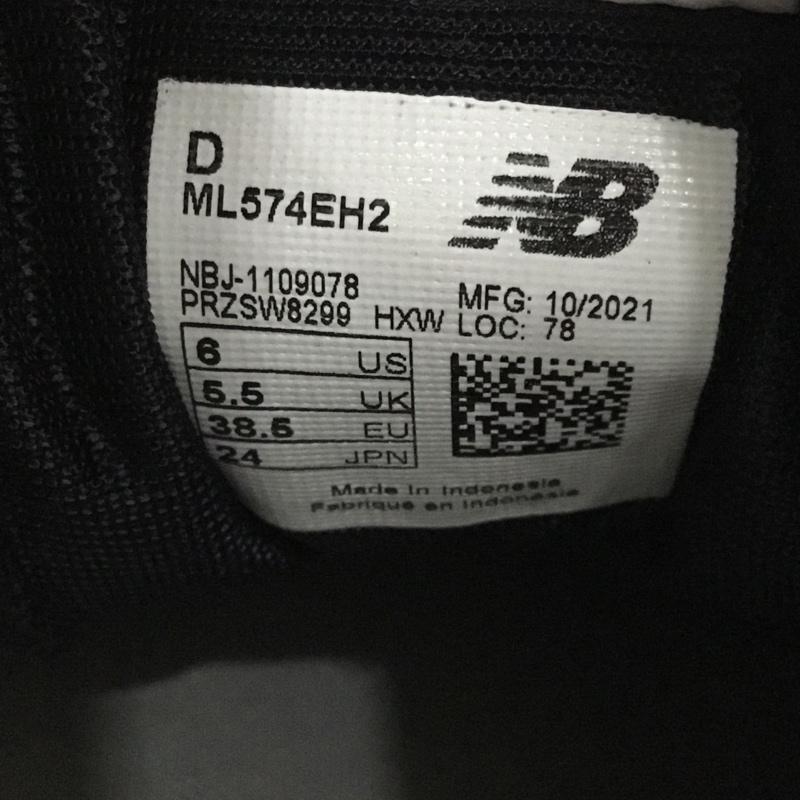 D
ML574EH2
NB
NBJ-1109078
PRZSW8299 HXW
MFG: 10/2021
LOC: 78
6 US
5.5 UK
38.5 EU
24 JPN
Made in Indonesia
Fabriqué en Indonésie